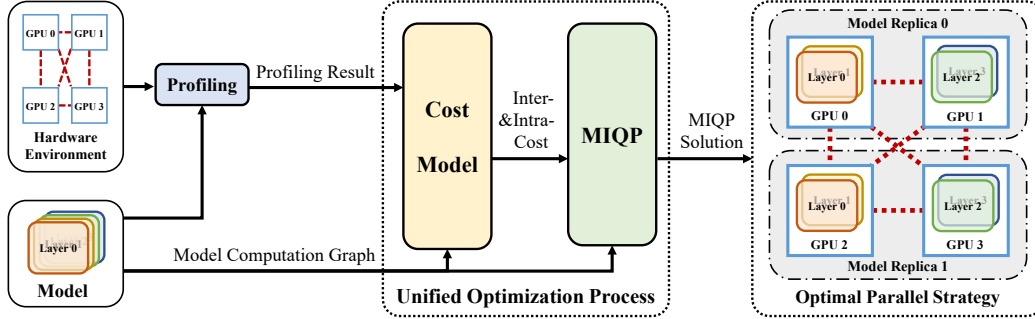 GPU 0
GPU 1
GPU 2
GPU 3
Hardware
Environment
Profiling
Profiling Result
Layer 0
Model
Model Computation Graph
Cost
Model
Inter-
&Intra-
Cost
MIQP
Unified Optimization Process
MIQP
Solution
Model Replica 0
Layer 1
Layer 0
GPU 0
Layer 3
Layer 2
GPU 1
Layer 1
Layer 0
GPU 2
Layer 3
Layer 2
GPU 3
Model Replica 1
Optimal Parallel Strategy